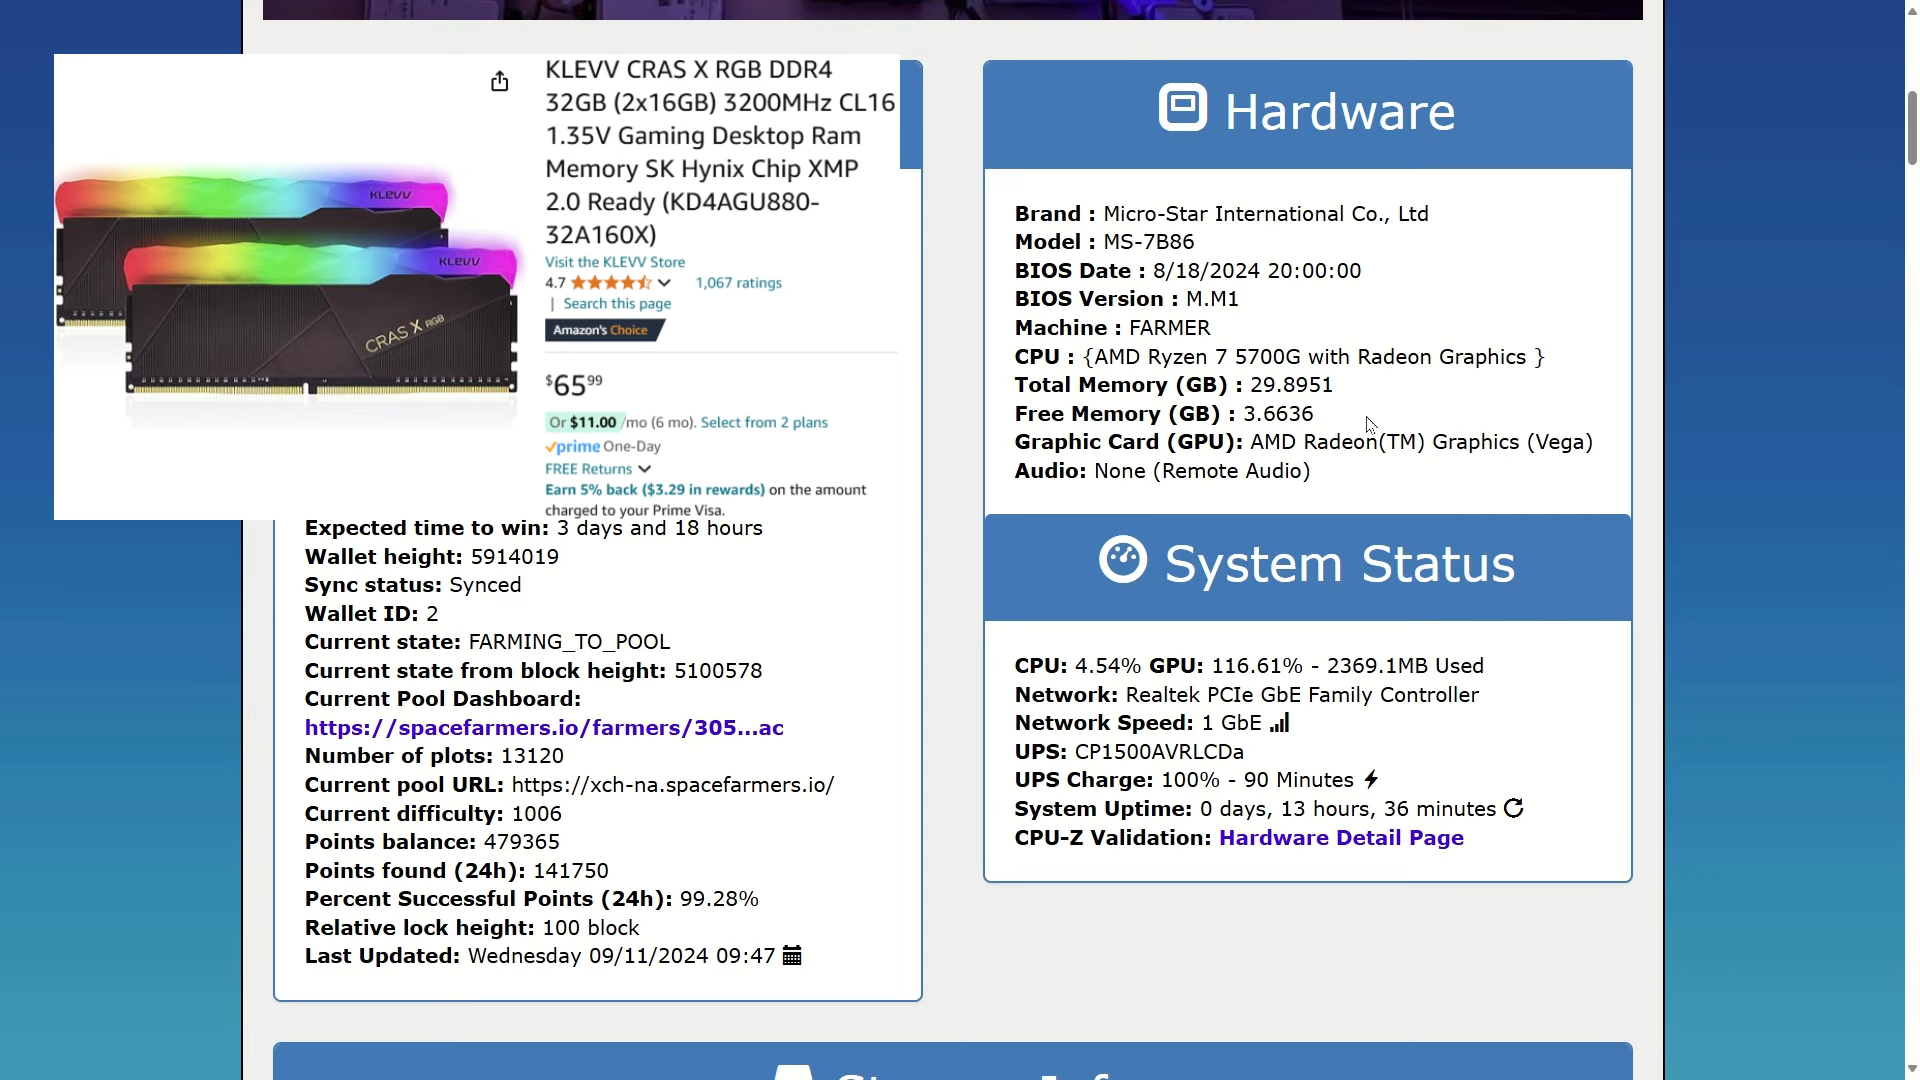 KLEVV CRAS X RGB DDR4
32GB (2x16GB) 3200MHz CL16
1.35V Gaming Desktop Ram
Memory SK Hynix Chip XMP
2.0 Ready (KD4AGU880-
32A160X)
Visit the KLEVV Store
4.7 1,067 ratings
| Search this page
Amazon's Choice
$65 99
Or $11.00 /mo (6 mo). Select from 2 plans
prime One-Day
FREE Returns
Earn 5% back ($3.29 in rewards) on the amount
charged to your Prime Visa.
KLEVV
KLEVV
CRAS X RGB
Expected time to win: 3 days and 18 hours
Wallet height: 5914019
Sync status: Synced
Wallet ID: 2
Current state: FARMING_TO_POOL
Current state from block height: 5100578
Current Pool Dashboard:
https://spacefarmers.io/farmers/305...ac
Number of plots: 13120
Current pool URL: https://xch-na.spacefarmers.io/
Current difficulty: 1006
Points balance: 479365
Points found (24h): 141750
Percent Successful Points (24h): 99.28%
Relative lock height: 100 block
Last Updated: Wednesday 09/11/2024 09:47
Hardware
Brand : Micro-Star International Co., Ltd
Model : MS-7B86
BIOS Date : 8/18/2024 20:00:00
BIOS Version : M.M1
Machine : FARMER
CPU : {AMD Ryzen 7 5700G with Radeon Graphics }
Total Memory (GB) : 29.8951
Free Memory (GB) : 3.6636
Graphic Card (GPU): AMD Radeon(TM) Graphics (Vega)
Audio: None (Remote Audio)
System Status
CPU: 4.54% GPU: 116.61% - 2369.1MB Used
Network: Realtek PCIe GbE Family Controller
Network Speed: 1 GbE
UPS: CP1500AVRLCDa
UPS Charge: 100% - 90 Minutes
System Uptime: 0 days, 13 hours, 36 minutes
CPU-Z Validation: Hardware Detail Page